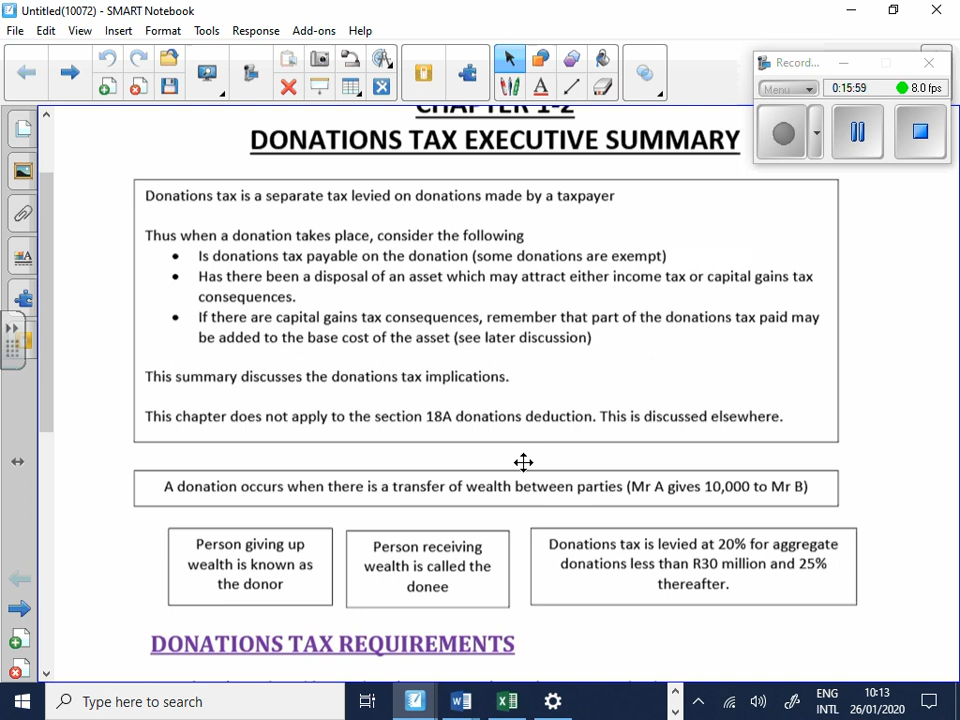 Untitled(10072) - SMART Notebook
File Edit View Insert Format Tools Response Add-ons Help
Record...
Menu
0:15:59
8.0 fps
CHAPTER 1-2
DONATIONS TAX EXECUTIVE SUMMARY
Donations tax is a separate tax levied on donations made by a taxpayer
Thus when a donation takes place, consider the following
• Is donations tax payable on the donation (some donations are exempt)
• Has there been a disposal of an asset which may attract either income tax or capital gains tax
consequences.
• If there are capital gains tax consequences, remember that part of the donations tax paid may
be added to the base cost of the asset (see later discussion)
This summary discusses the donations tax implications.
This chapter does not apply to the section 18A donations deduction. This is discussed elsewhere.
A donation occurs when there is a transfer of wealth between parties (Mr A gives 10,000 to Mr B)
Person giving up
wealth is known as
the donor
Person receiving
wealth is called the
donee
Donations tax is levied at 20% for aggregate
donations less than R30 million and 25%
thereafter.
DONATIONS TAX REQUIREMENTS
Type here to search
ENG
INTL
10:13
26/01/2020